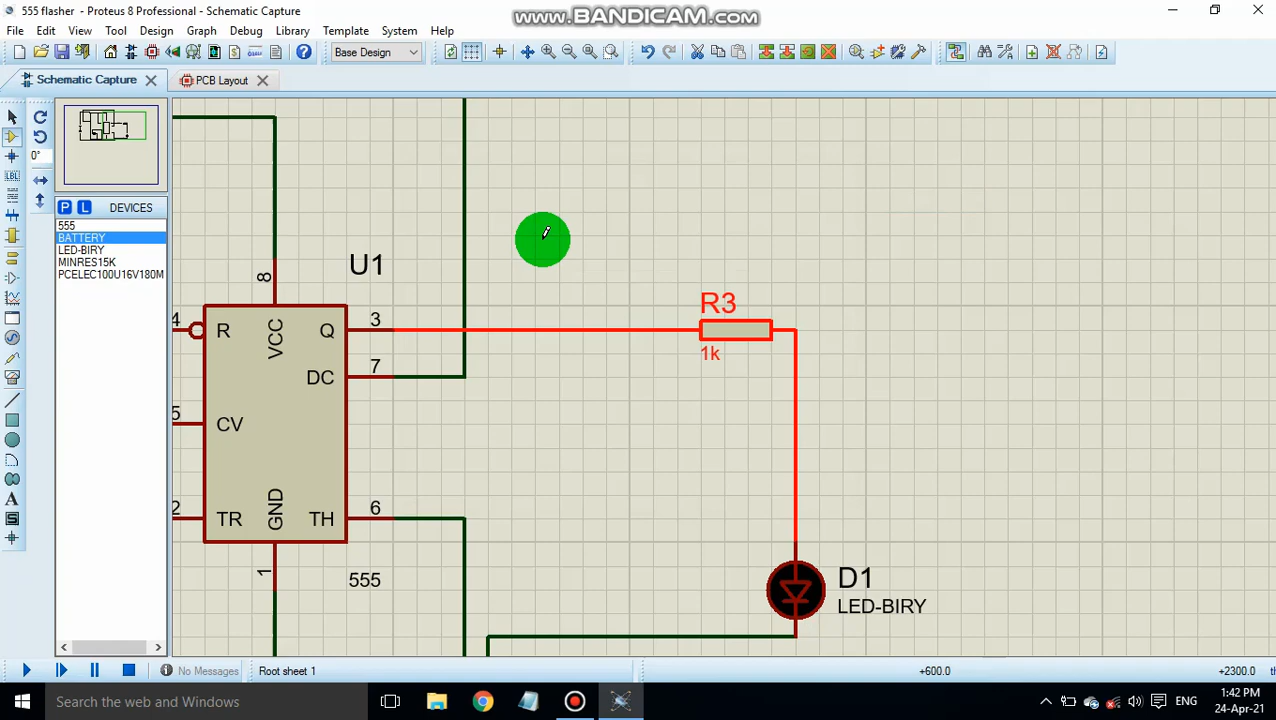 555 flasher - Proteus 8 Professional - Schematic Capture
www.BANDICAM.com
File Edit View Tool Design Graph Debug Library Template System Help
Base Design
Schematic Capture
PCB Layout
0°
LBL
P L DEVICES
555
BATTERY
LED-BIRY
MINRES15K
PCELEC100U16V180M
A
S
U1
8
VCC
4
R
Q
3
7
DC
5
CV
2
TR
GND
TH
6
1
555
R3
1k
D1
LED-BIRY
No Messages
Root sheet 1
+600.0
+2300.0
th
Search the web and Windows
ENG
1:42 PM
24-Apr-21